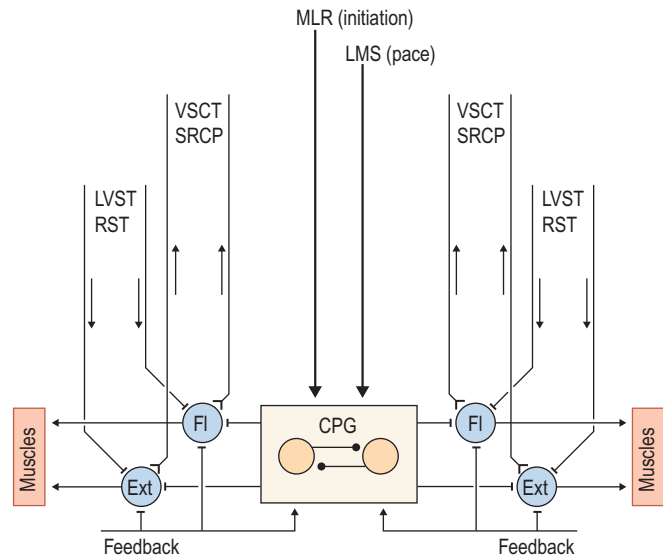 MLR (initiation)
LMS (pace)
VSCT
SRCP
VSCT
SRCP
LVST
RST
LVST
RST
Muscles
Fl
CPG
Fl
Muscles
Ext
Ext
Feedback
Feedback